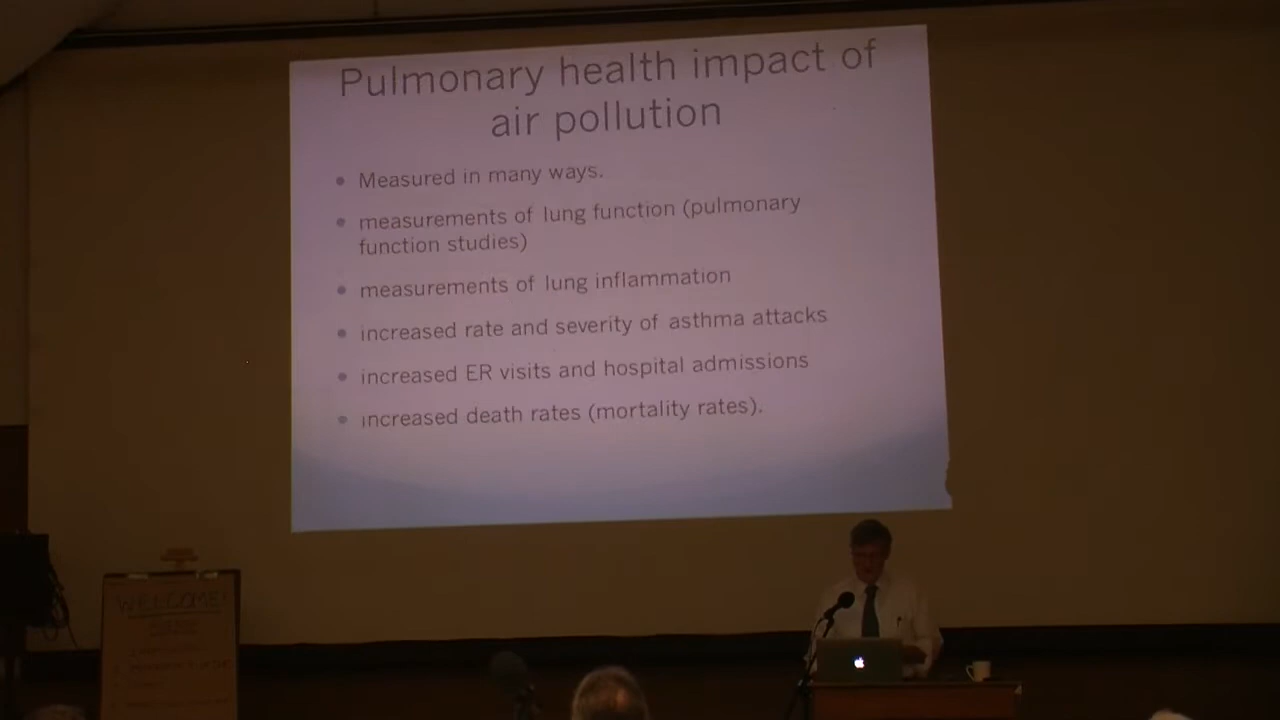 Pulmonary health impact of
air pollution
• Measured in many ways.
• measurements of lung function (pulmonary
function studies)
• measurements of lung inflammation
• increased rate and severity of asthma attacks
• increased ER visits and hospital admissions
• increased death rates (mortality rates).
WELCOME!